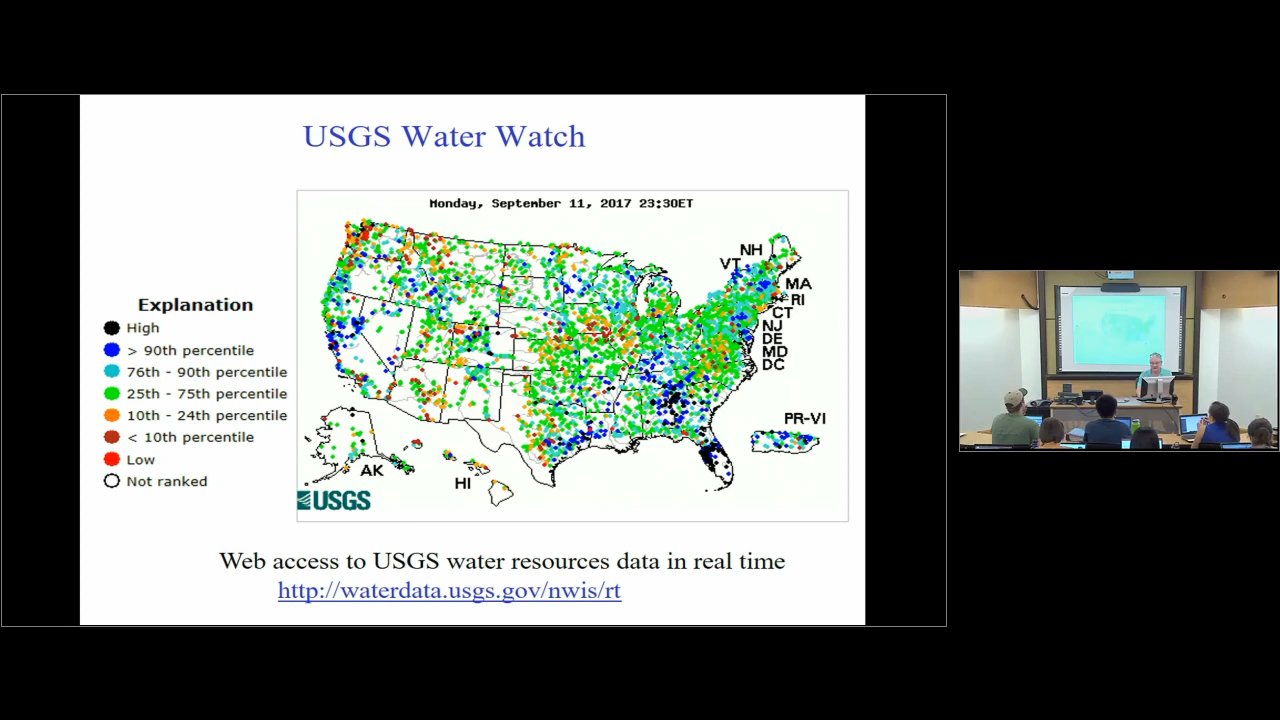 USGS Water Watch
Monday, September 11, 2017 23:30ET
Explanation
High
> 90th percentile
76th - 90th percentile
25th - 75th percentile
10th - 24th percentile
< 10th percentile
Low
Not ranked
NH
VT
MA
RI
CT
NJ
DE
MD
DC
PR-VI
AK
HI
USGS
Web access to USGS water resources data in real time
http://waterdata.usgs.gov/nwis/rt